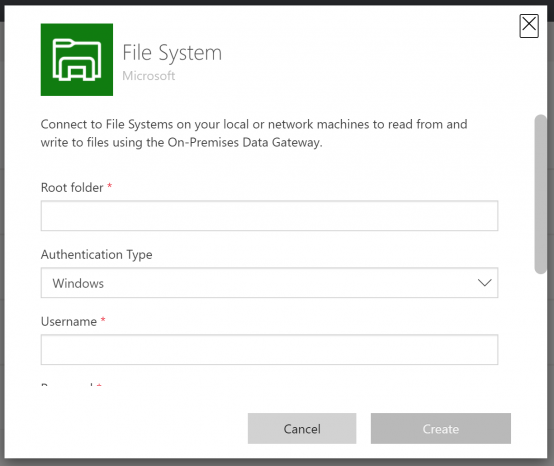 File System
Microsoft
Connect to File Systems on your local or network machines to read from and
write to files using the On-Premises Data Gateway.
Root folder *
Authentication Type
Windows
Username *
Cancel
Create